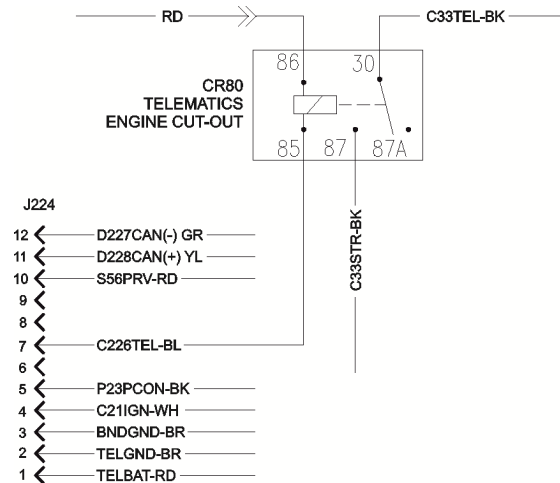 RD
C33TEL-BK
86
30
CR80
TELEMATICS
ENGINE CUT-OUT
85
87
87A
C33STR-BK
J224
12 D227CAN(-) GR
11 D228CAN(+) YL
10 S56PRV-RD
9
8
7 C226TEL-BL
6
5 P23PCON-BK
4 C21IGN-WH
3 BNDGND-BR
2 TELGND-BR
1 TELBAT-RD